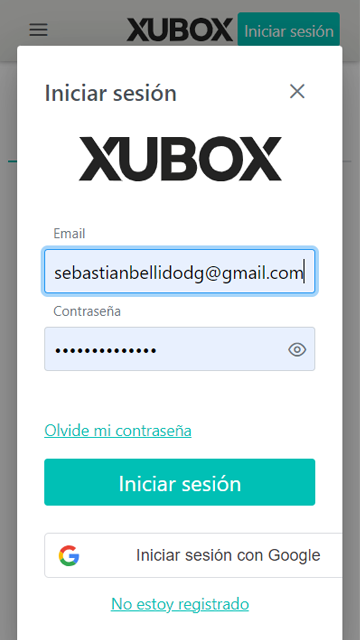 XUBOX
Iniciar sesión
Iniciar sesión
XUBOX
Email
sebastianbellidodg@gmail.com
Contraseña
••••••••••••••
Olvide mi contraseña
Iniciar sesión
Iniciar sesión con Google
No estoy registrado